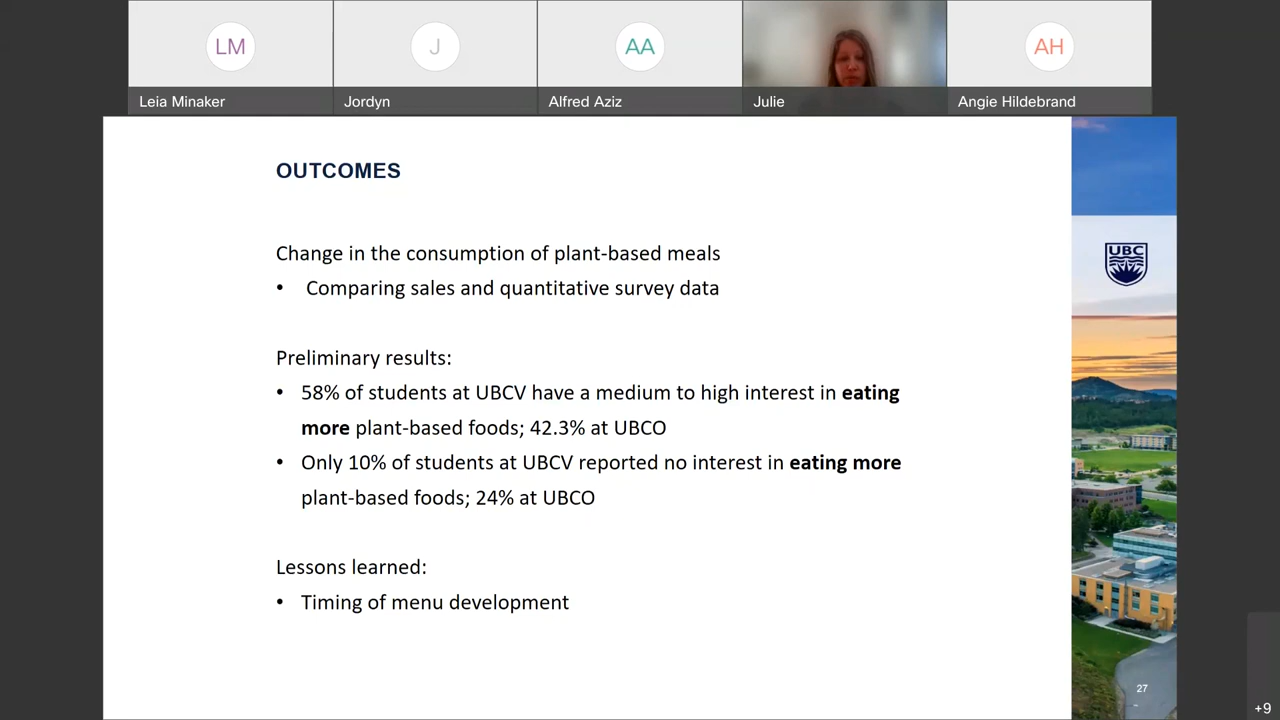 LM
J
AA
AH
Leia Minaker
Jordyn
Alfred Aziz
Julie
Angie Hildebrand
OUTCOMES
UBC
Change in the consumption of plant-based meals
• Comparing sales and quantitative survey data
Preliminary results:
• 58% of students at UBCV have a medium to high interest in eating
more plant-based foods; 42.3% at UBCO
• Only 10% of students at UBCV reported no interest in eating more
plant-based foods; 24% at UBCO
Lessons learned:
• Timing of menu development
27
+9